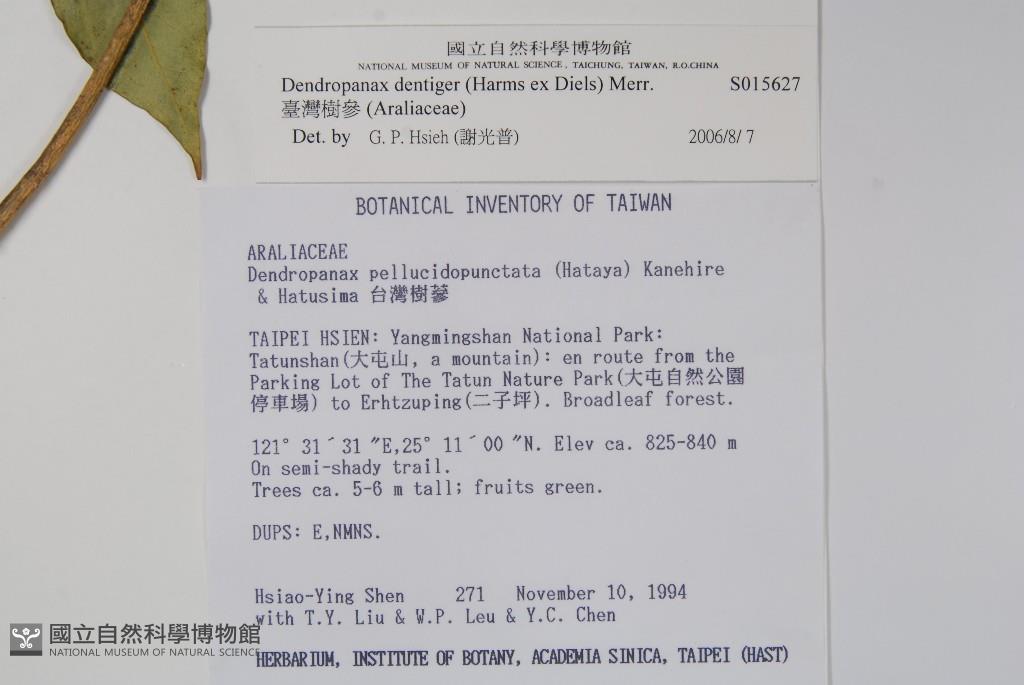 國立自然科學博物館
NATIONAL MUSEUM OF NATURAL SCIENCE, TAICHUNG, TAIWAN, R.O.CHINA
Dendropanax dentiger (Harms ex Diels) Merr. S015627
臺灣樹參 (Araliaceae)
Det. by G. P. Hsieh (謝光普) 2006/8/ 7
BOTANICAL INVENTORY OF TAIWAN
ARALIACEAE
Dendropanax pellucidopunctata (Hataya) Kanehire
& Hatusima 台灣樹蔘
TAIPEI HSIEN: Yangmingshan National Park:
Tatunshan(大屯山, a mountain): en route from the
Parking Lot of The Tatun Nature Park(大屯自然公園
停車場) to Erhtzuping(二子坪). Broadleaf forest.
121° 31´31 ″E,25° 11´00 ″N. Elev ca. 825-840 m
On semi-shady trail.
Trees ca. 5-6 m tall; fruits green.
DUPS: E,NMNS.
Hsiao-Ying Shen 271 November 10, 1994
with T.Y. Liu & W.P. Leu & Y.C. Chen
HERBARIUM, INSTITUTE OF BOTANY, ACADEMIA SINICA, TAIPEI (HAST)
國立自然科學博物館
NATIONAL MUSEUM OF NATURAL SCIENCE